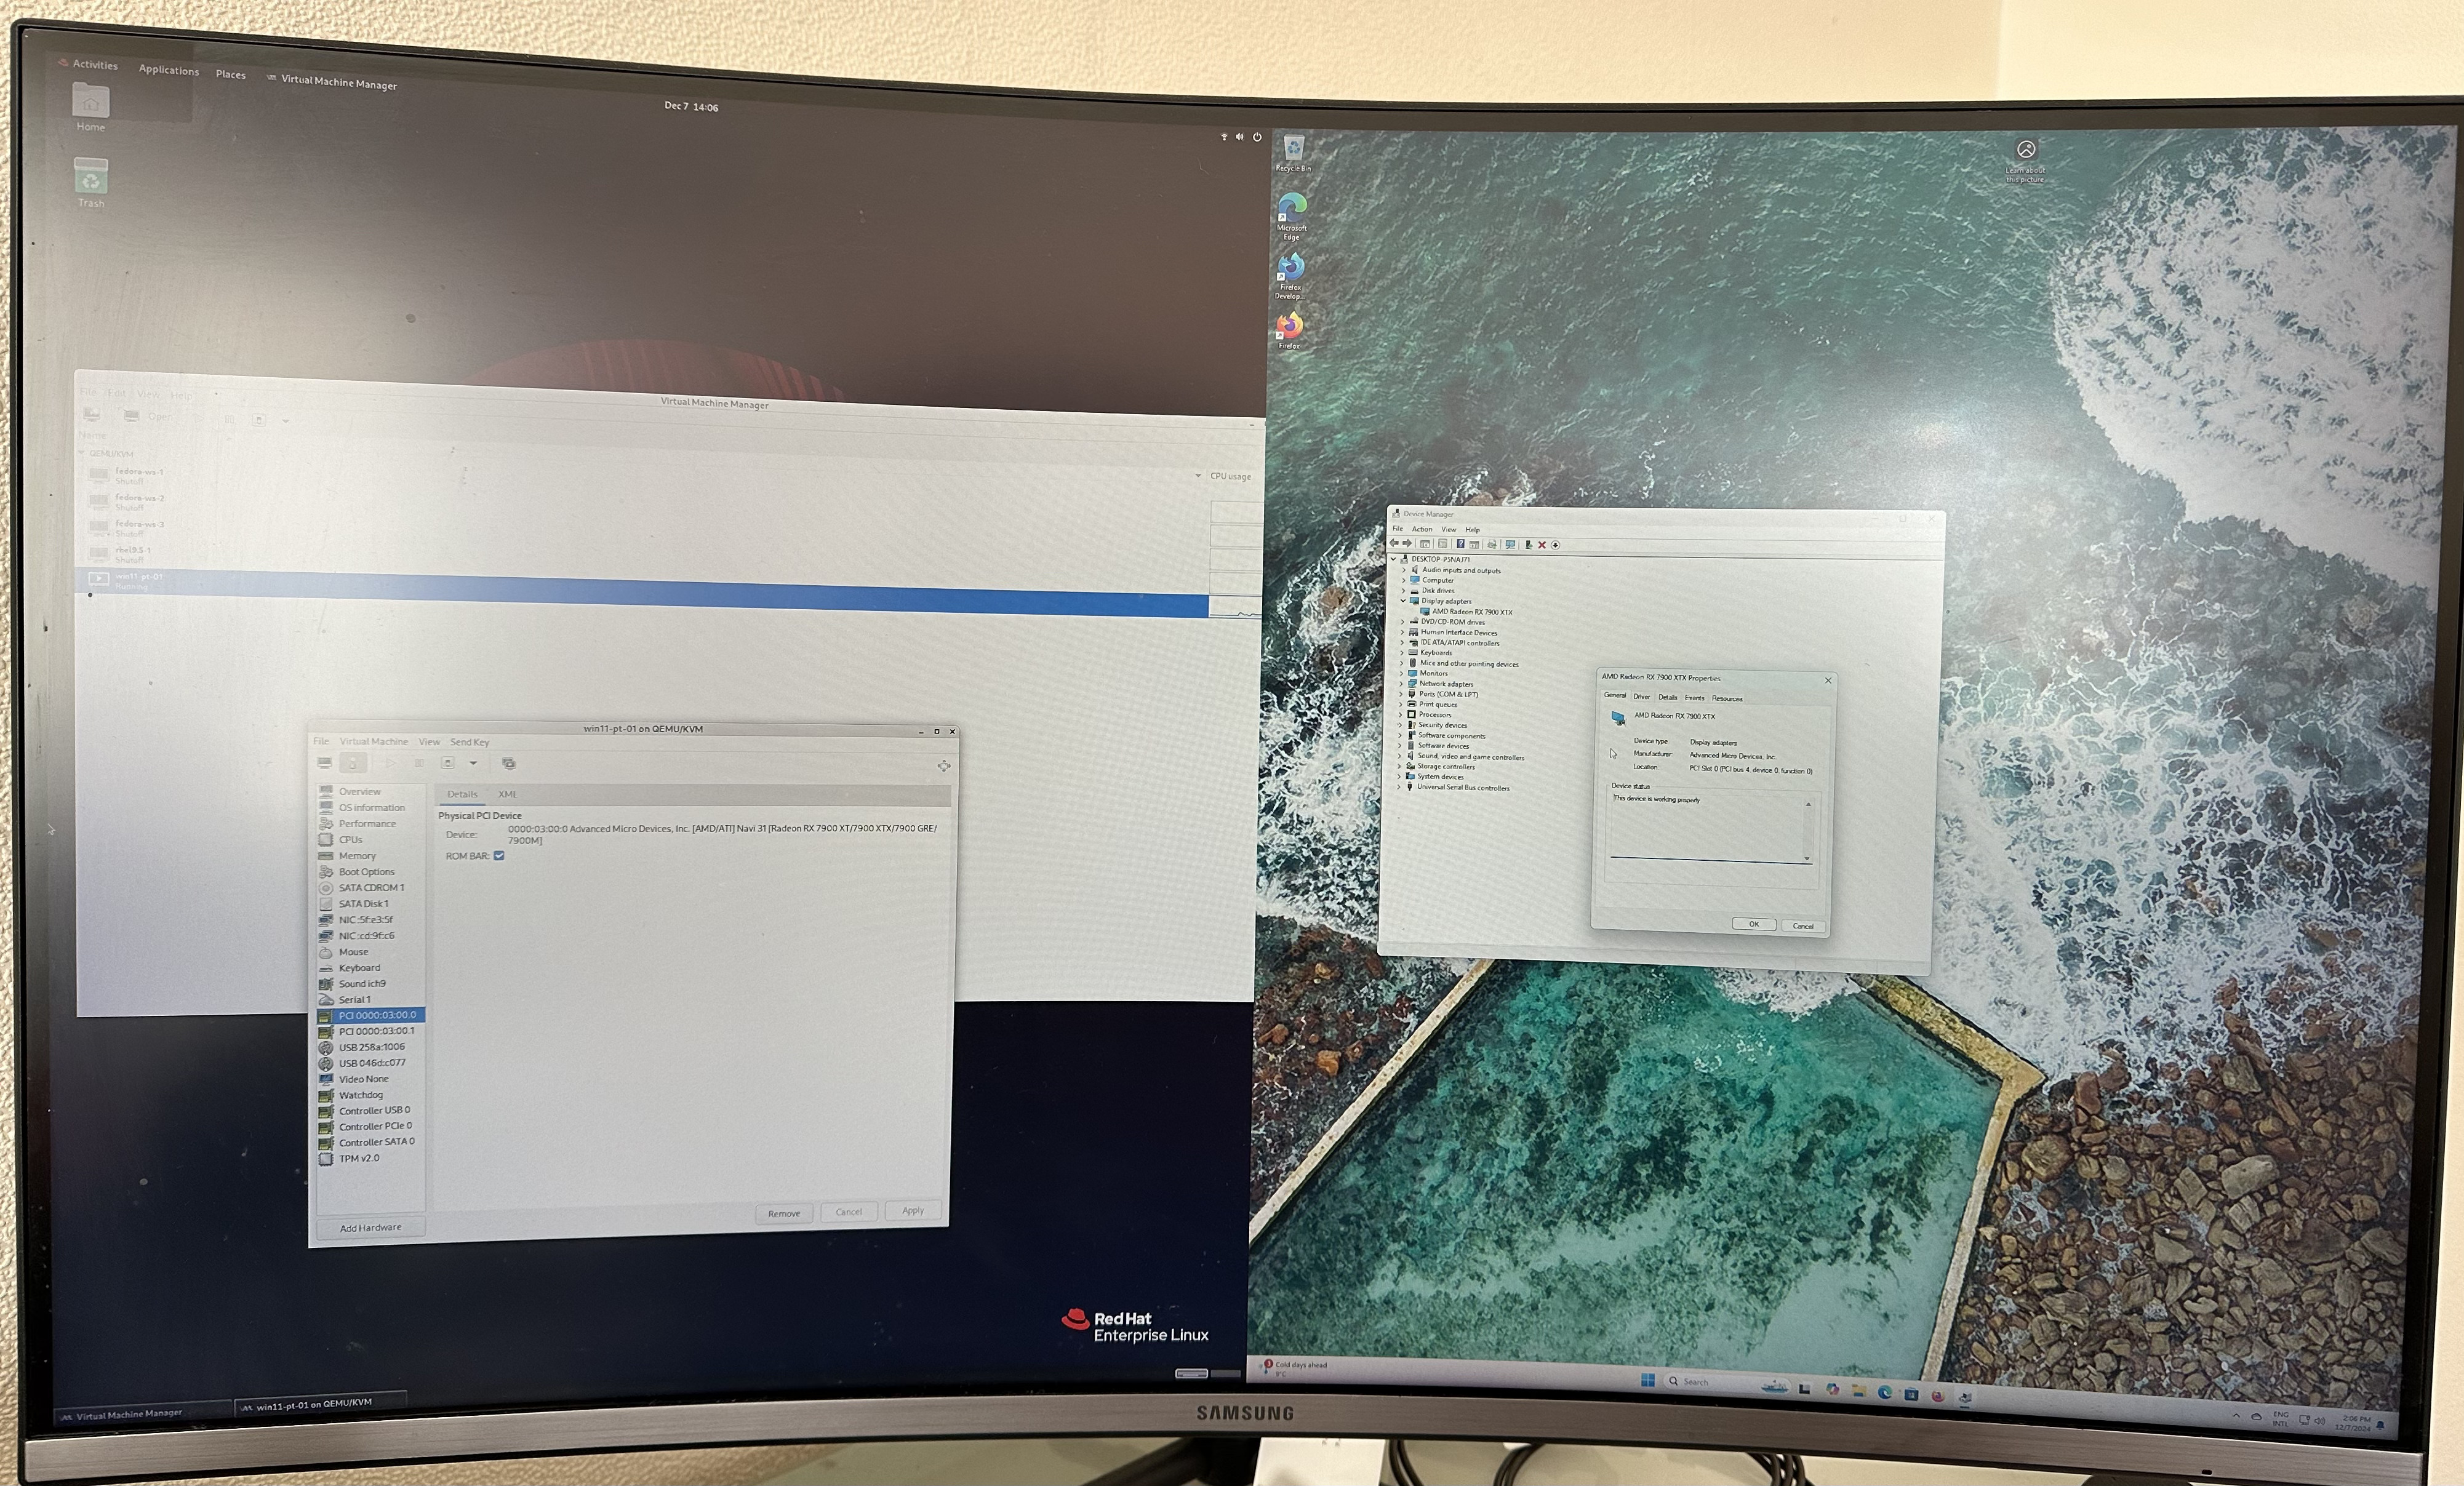 Activities
Applications
Places
Virtual Machine Manager
Dec 7 14:06
Home
Trash
Virtual Machine Manager
File Edit View Help
Open
Name
CPU usage
QEMU/KVM
fedora-ws-1
Shutoff
fedora-ws-2
Shutoff
fedora-ws-3
Shutoff
rhel9.5-1
Shutoff
win11-pt-01
Running
win11-pt-01 on QEMU/KVM
File Virtual Machine View Send Key
Overview
OS information
Performance
CPUs
Memory
Boot Options
SATA CDROM 1
SATA Disk 1
NIC :5f:e3:5f
NIC :cd:9f:c6
Mouse
Keyboard
Sound ich9
Serial 1
PCI 0000:03:00.0
PCI 0000:03:00.1
USB 258a:1006
USB 046d:c077
Video None
Watchdog
Controller USB 0
Controller PCIe 0
Controller SATA 0
TPM v2.0
Add Hardware
Details XML
Physical PCI Device
Device: 0000:03:00:0 Advanced Micro Devices, Inc. [AMD/ATI] Navi 31 [Radeon RX 7900 XT/7900 XTX/7900 GRE/
7900M]
ROM BAR:
Remove Cancel Apply
Red Hat
Enterprise Linux
Virtual Machine Manager
win11-pt-01 on QEMU/KVM
Recycle Bin
Microsoft
Edge
Firefox
Develop...
Firefox
Learn about
this picture
Device Manager
File Action View Help
DESKTOP-P5NAJ71
Audio inputs and outputs
Computer
Disk drives
Display adapters
AMD Radeon RX 7900 XTX
DVD/CD-ROM drives
Human Interface Devices
IDE ATA/ATAPI controllers
Keyboards
Mice and other pointing devices
Monitors
Network adapters
Ports (COM & LPT)
Print queues
Processors
Security devices
Software components
Software devices
Sound, video and game controllers
Storage controllers
System devices
Universal Serial Bus controllers
AMD Radeon RX 7900 XTX Properties
General Driver Details Events Resources
AMD Radeon RX 7900 XTX
Device type: Display adapters
Manufacturer: Advanced Micro Devices, Inc.
Location: PCI Slot 0 (PCI bus 4, device 0, function 0)
Device status
This device is working properly.
OK Cancel
Cold days ahead
9°C
Search
ENG
INTL
2:06 PM
12/7/2024
SAMSUNG